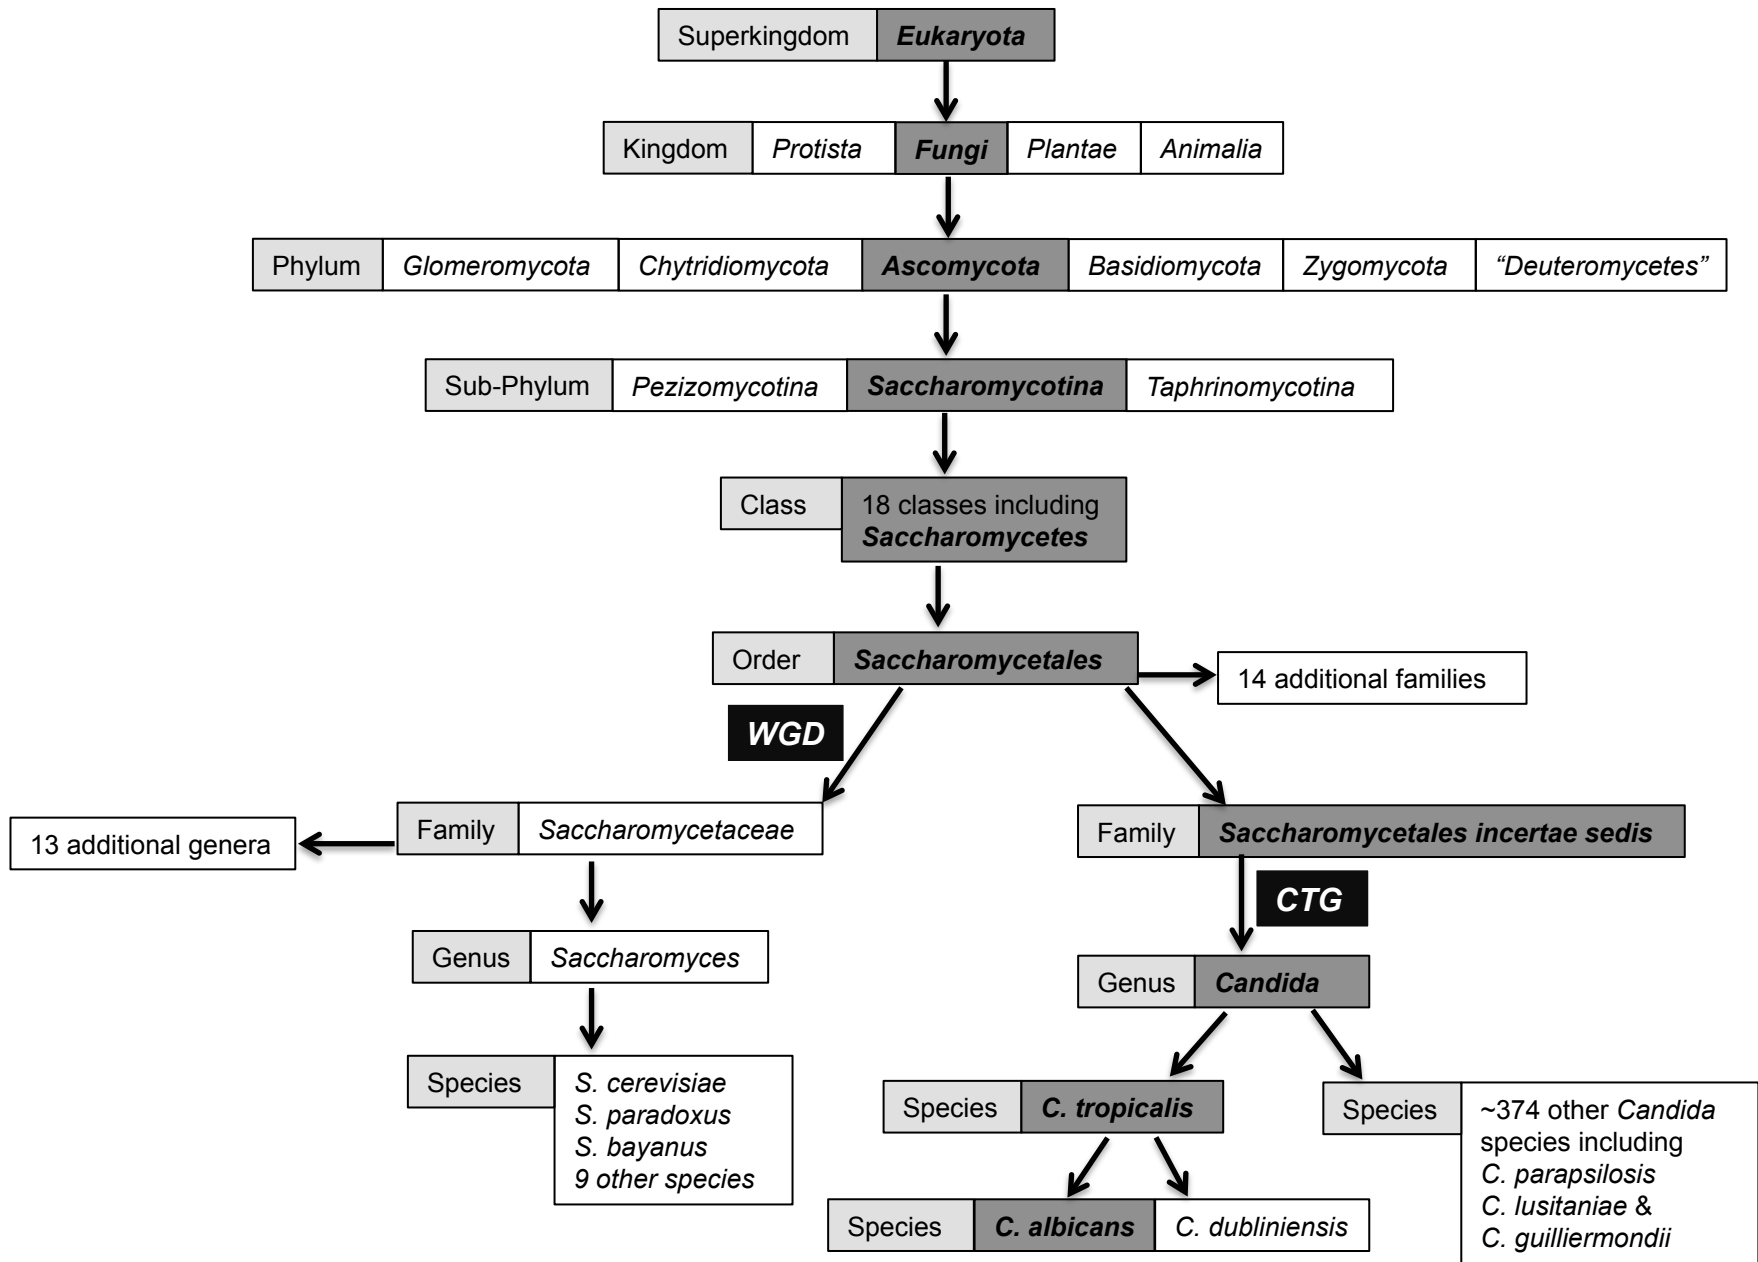 Superkingdom Eukaryota
Kingdom Protista Fungi Plantae Animalia
Phylum Glomeromycota Chytridiomycota Ascomycota Basidiomycota Zygomycota “Deuteromycetes”
Sub-Phylum Pezizomycotina Saccharomycotina Taphrinomycotina
Class 18 classes including
Saccharomycetes
Order Saccharomycetales
14 additional families
WGD
13 additional genera
Family Saccharomycetaceae
Family Saccharomycetales incertae sedis
CTG
Genus Saccharomyces
Genus Candida
Species S. cerevisiae
S. paradoxus
S. bayanus
9 other species
Species C. tropicalis
Species ~374 other Candida
species including
C. parapsilosis
C. lusitaniae &
C. guilliermondii
Species C. albicans C. dubliniensis